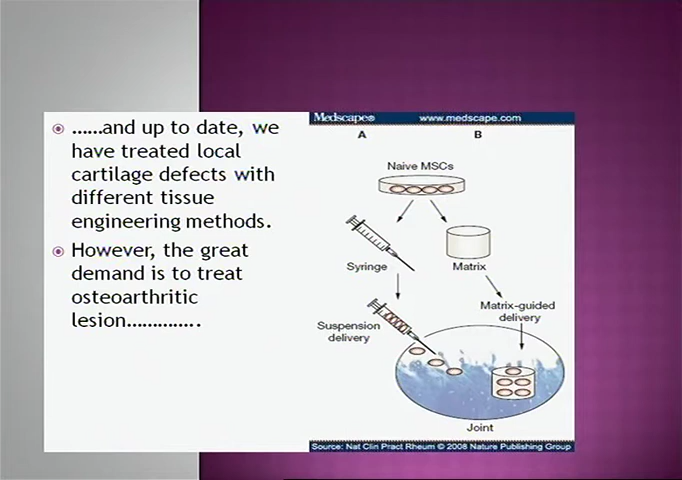 ……and up to date, we
have treated local
cartilage defects with
different tissue
engineering methods.
However, the great
demand is to treat
osteoarthritic
lesion………….
Medscape® www.medscape.com
A B
Naive MSCs
Syringe
Matrix
Matrix-guided
delivery
Suspension
delivery
Joint
Source: Nat Clin Pract Rheum © 2008 Nature Publishing Group